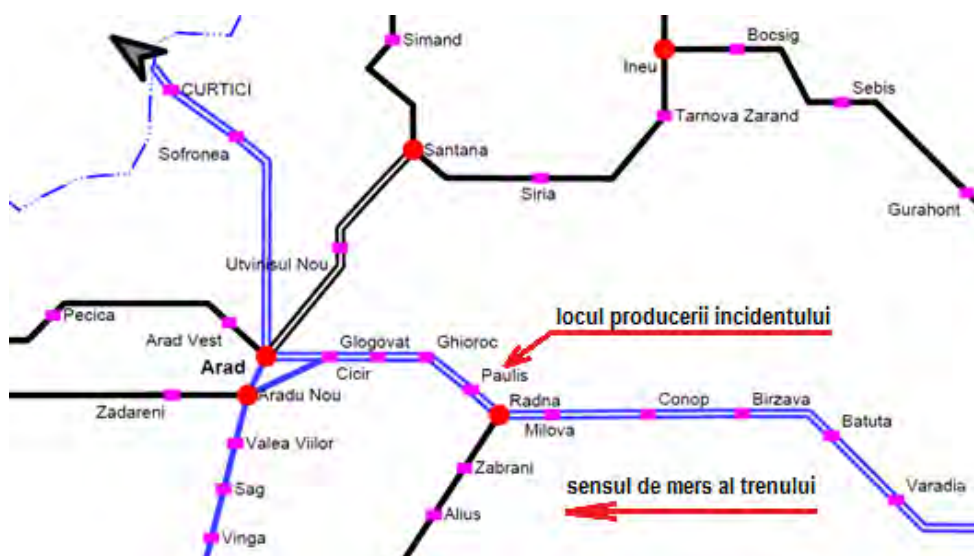 Simand
Bocsig
Ineu
CURTICI
Sebis
Tarnova Zarand
Sofronea
Santana
Siria
Gurahont
Utvinisul Nou
Pecica
locul producerii incidentului
Arad Vest
Glogovat
Ghioroc
Arad
Cicir
Paulis
Aradu Nou
Radna
Conop
Birzava
Zadareni
Milova
Batuta
Valea Viilor
Zabrani
Sag
sensul de mers al trenului
Varadia
Alius
Vinga